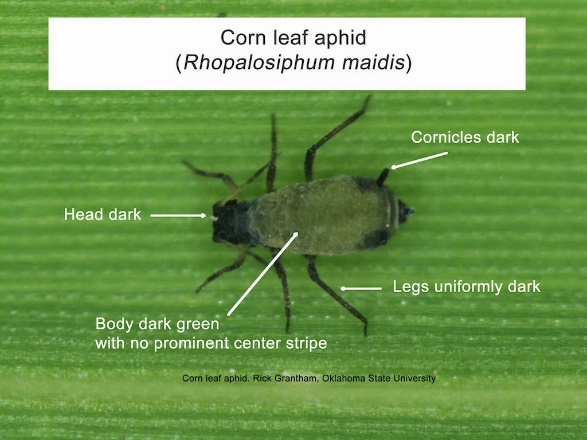 Corn leaf aphid
(Rhopalosiphum maidis)
Cornicles dark
Head dark
Legs uniformly dark
Body dark green
with no prominent center stripe
Corn leaf aphid. Rick Grantham, Oklahoma State University